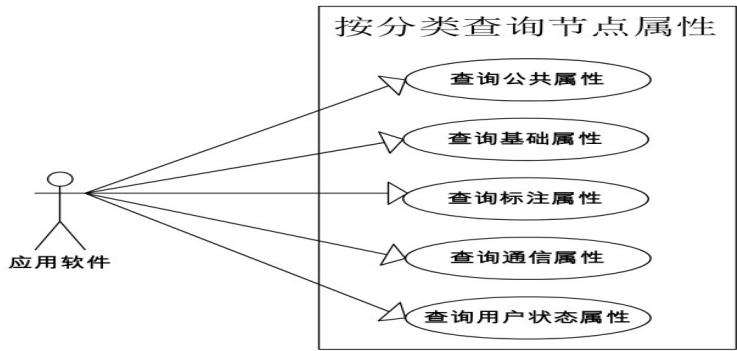 按分类查询节点属性
查询公共属性
查询基础属性
查询标注属性
查询通信属性
查询用户状态属性
应用软件